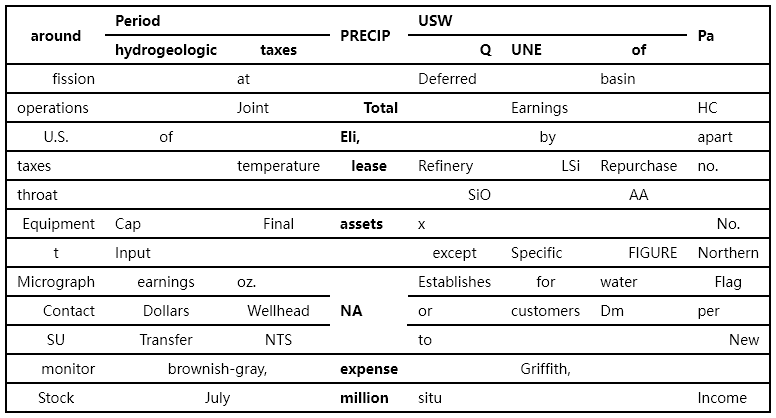 around Period PRECIP USW Pa
hydrogeologic taxes Q UNE of
fission at Deferred basin
operations Joint Total Earnings HC
U.S. of Eli, by apart
taxes temperature lease Refinery LSi Repurchase no.
throat SiO AA
Equipment Cap Final assets x No.
t Input except Specific FIGURE Northern
Micrograph earnings oz. Establishes for water Flag
Contact Dollars Wellhead NA or customers Dm per
SU Transfer NTS to New
monitor brownish-gray, expense Griffith,
Stock July million situ Income